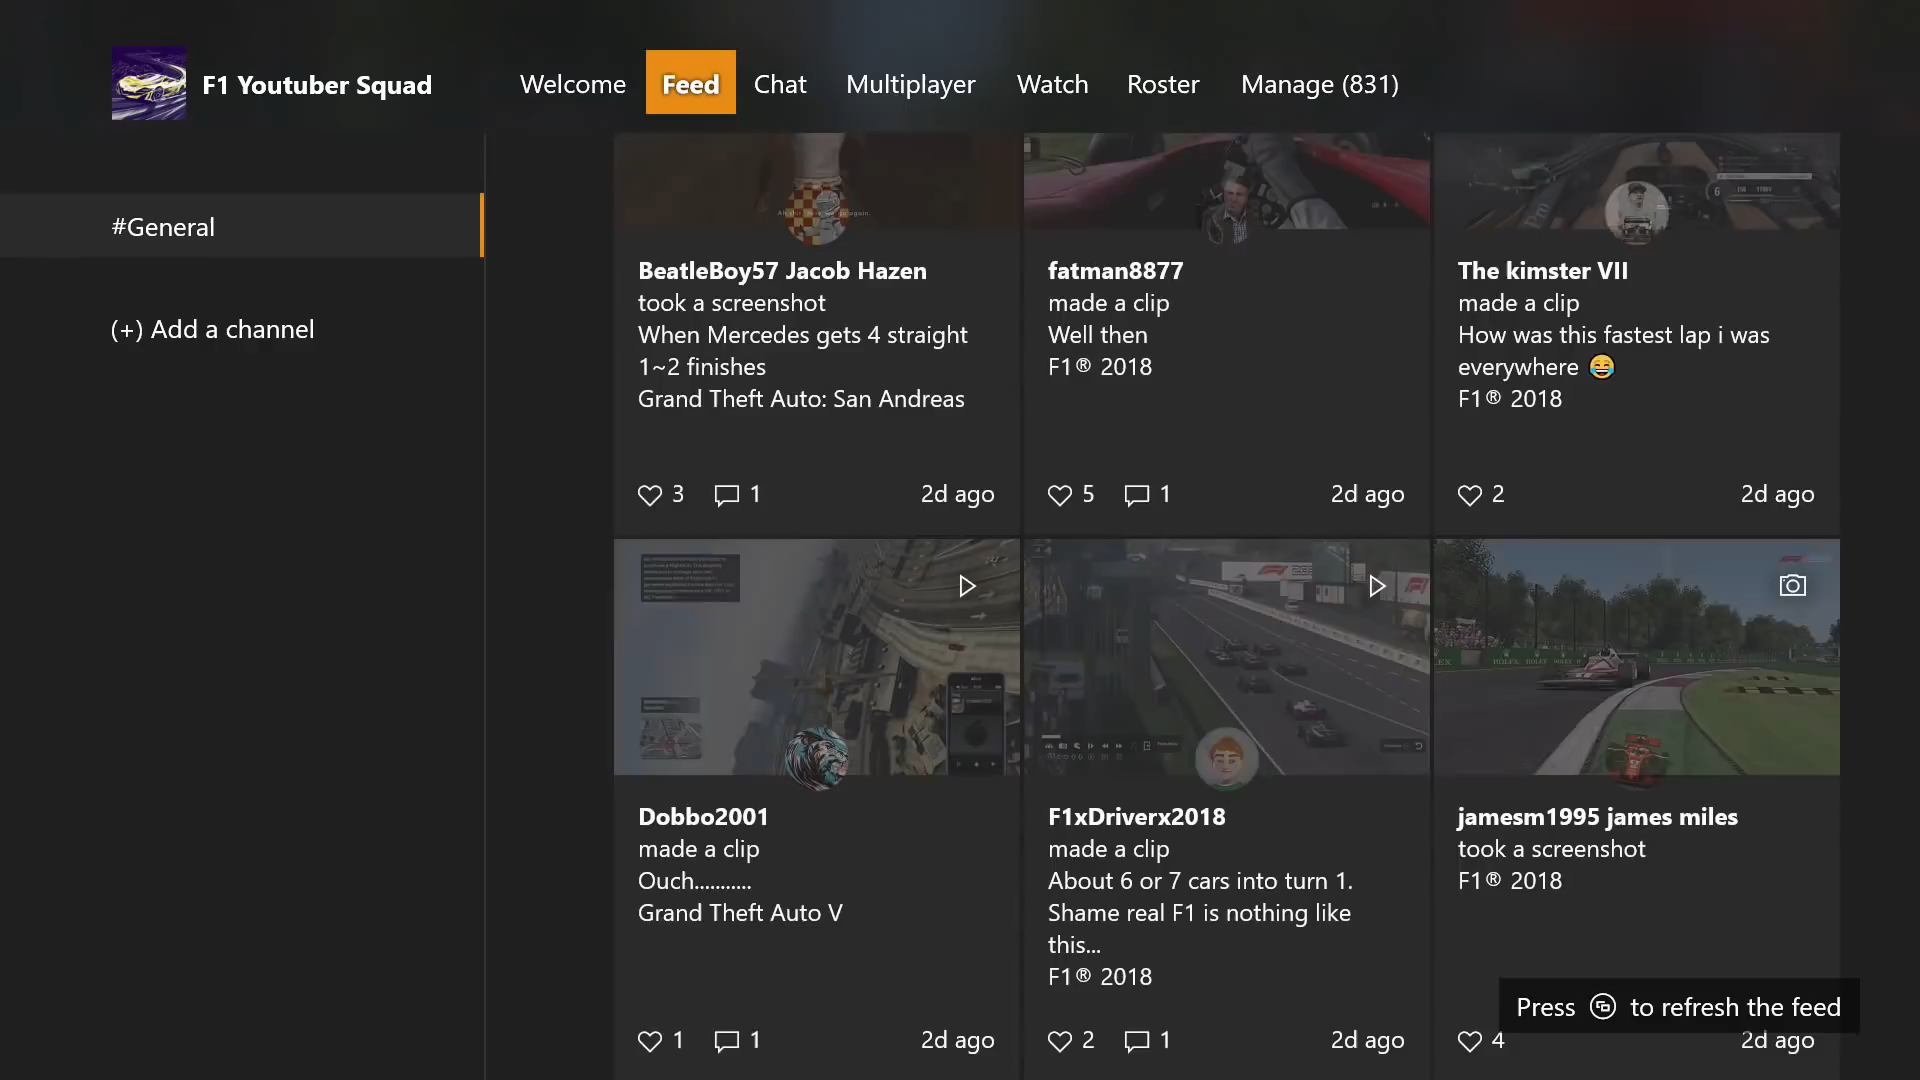 F1 Youtuber Squad
Welcome
Feed
Chat
Multiplayer
Watch
Roster
Manage (831)
#General
(+) Add a channel
BeatleBoy57 Jacob Hazen
took a screenshot
When Mercedes gets 4 straight
1~2 finishes
Grand Theft Auto: San Andreas
3
1
2d ago
fatman8877
made a clip
Well then
F1® 2018
5
1
2d ago
The kimster VII
made a clip
How was this fastest lap i was
everywhere 😂
F1® 2018
2
2d ago
Dobbo2001
made a clip
Ouch...........
Grand Theft Auto V
1
1
2d ago
F1xDriverx2018
made a clip
About 6 or 7 cars into turn 1.
Shame real F1 is nothing like
this...
F1® 2018
2
1
2d ago
ROLEX
jamesm1995 james miles
took a screenshot
F1® 2018
4
2d ago
Press to refresh the feed